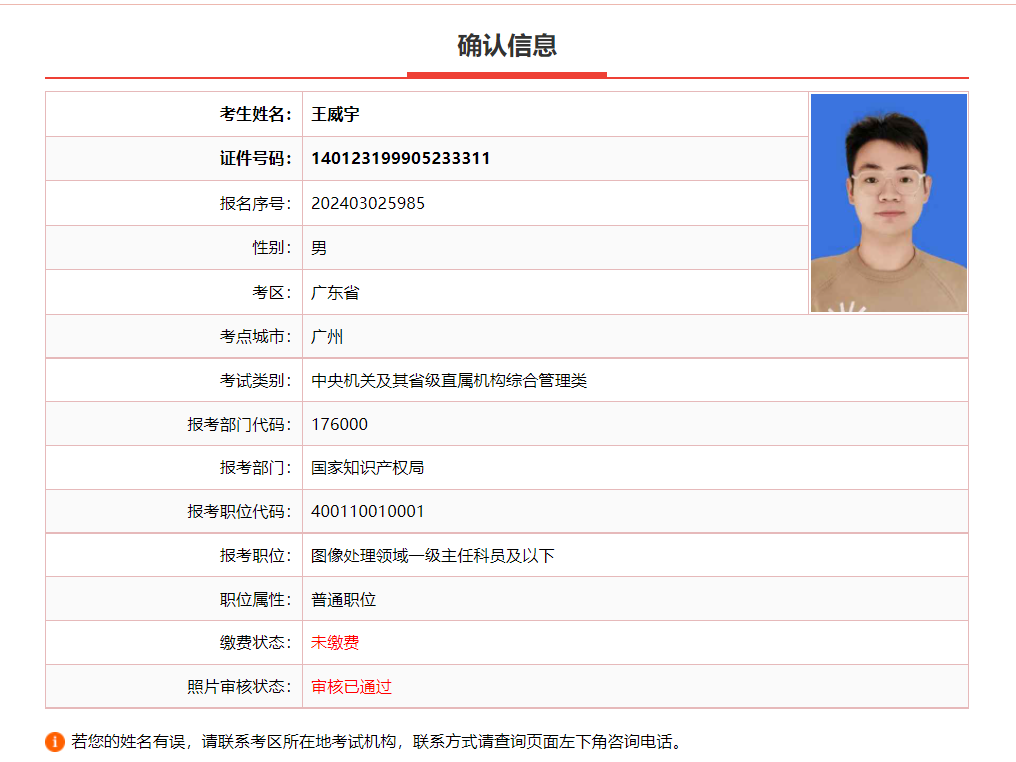 确认信息
考生姓名： 王威宇
证件号码： 140123199905233311
报名序号： 202403025985
性别： 男
考区： 广东省
考点城市： 广州
考试类别： 中央机关及其省级直属机构综合管理类
报考部门代码： 176000
报考部门： 国家知识产权局
报考职位代码： 400110010001
报考职位： 图像处理领域一级主任科员及以下
职位属性： 普通职位
缴费状态： 未缴费
照片审核状态： 审核已通过
若您的姓名有误，请联系考区所在地考试机构，联系方式请查询页面左下角咨询电话。